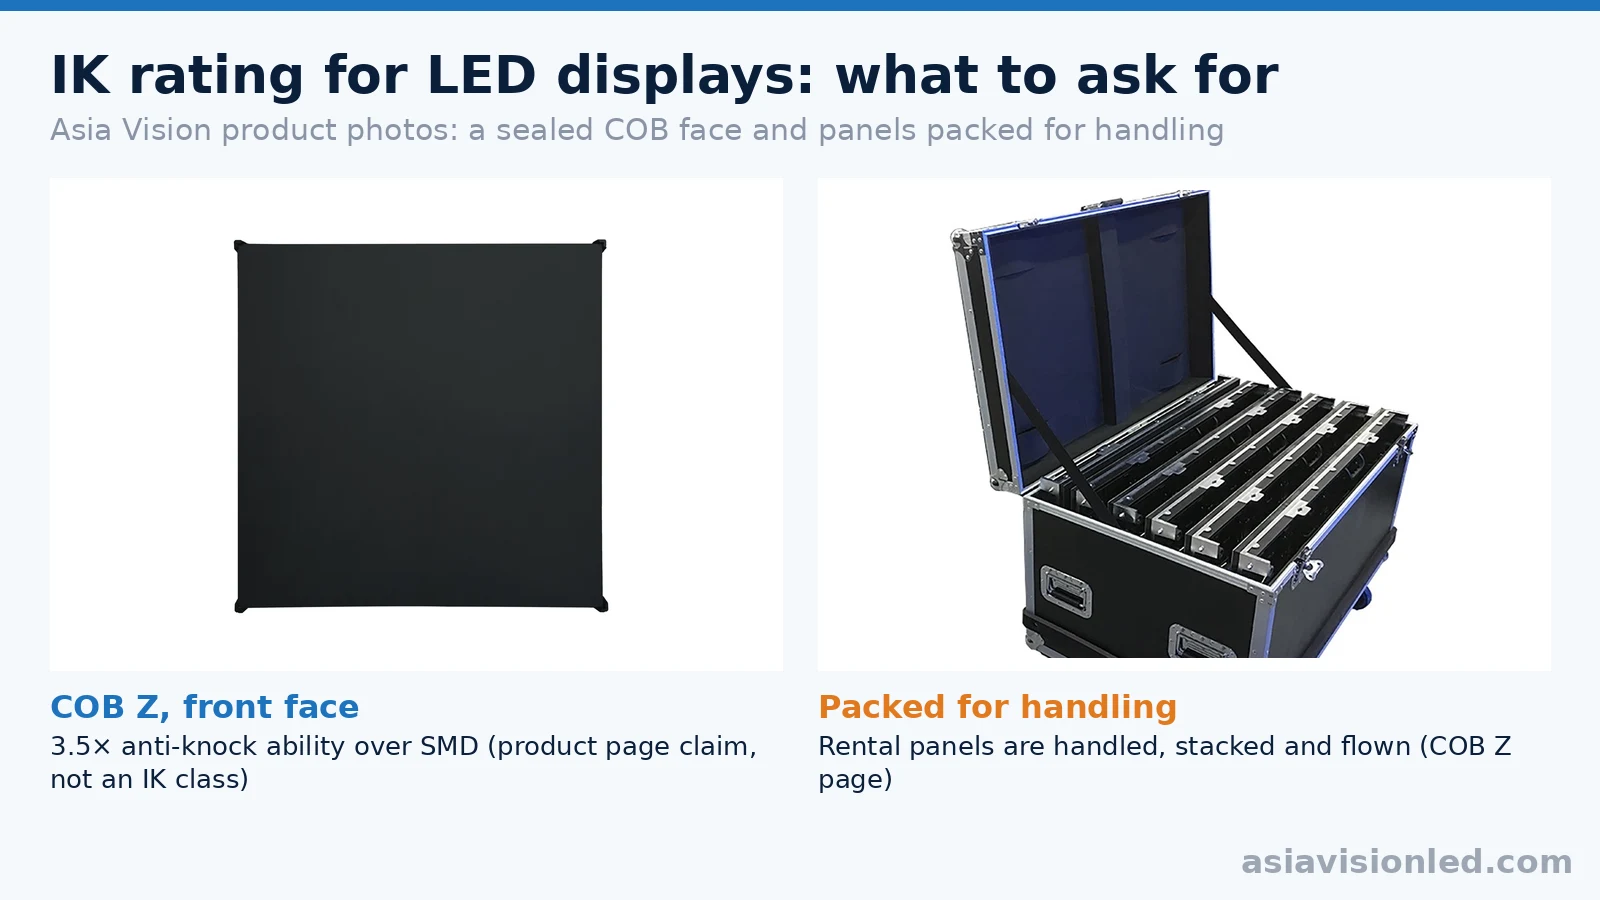 IK rating for LED displays: what to ask for
Asia Vision product photos: a sealed COB face and panels packed for handling
COB Z, front face
3.5× anti-knock ability over SMD (product page claim,
not an IK class)
Packed for handling
Rental panels are handled, stacked and flown (COB Z
page)
asiavisionled.com